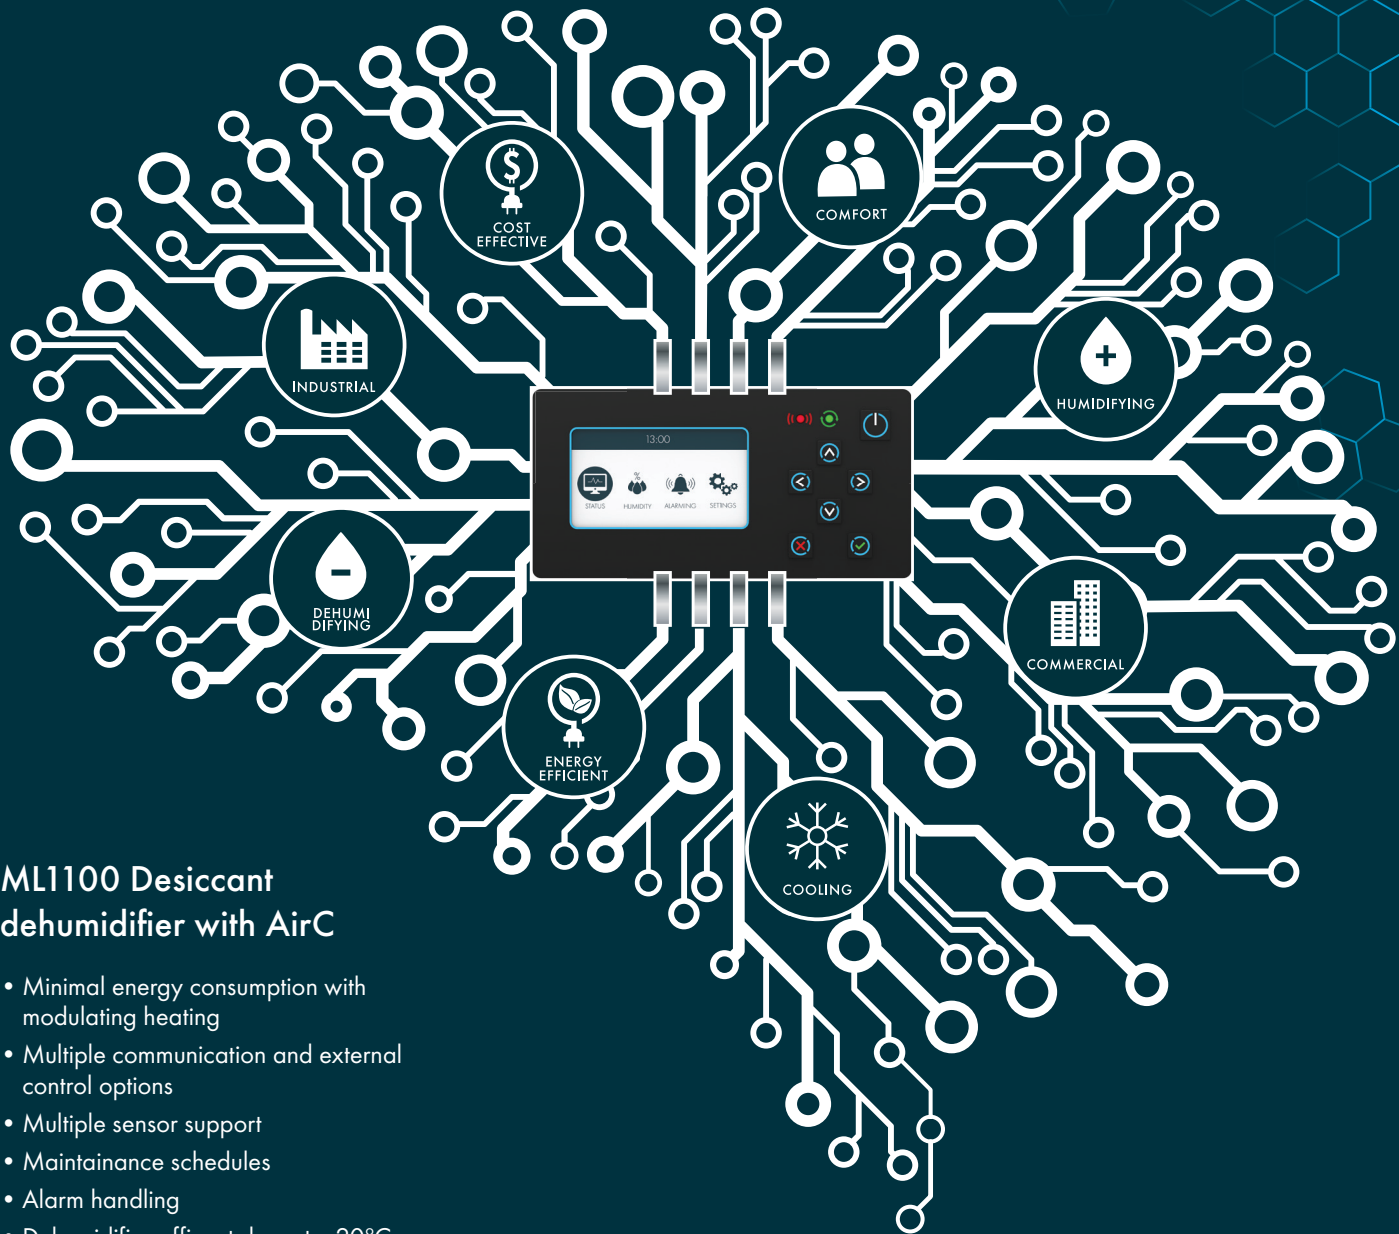 COST
EFFECTIVE
$
COMFORT
INDUSTRIAL
+
HUMIDIFYING
13:00
%
STATUS
HUMIDITY
ALARMING
SETTINGS
-
DEHUMI
DIFYING
COMMERCIAL
ENERGY
EFFICIENT
COOLING
ML1100 Desiccant
dehumidifier with AirC
• Minimal energy consumption with
modulating heating
• Multiple communication and external
control options
• Multiple sensor support
• Maintainance schedules
• Alarm handling